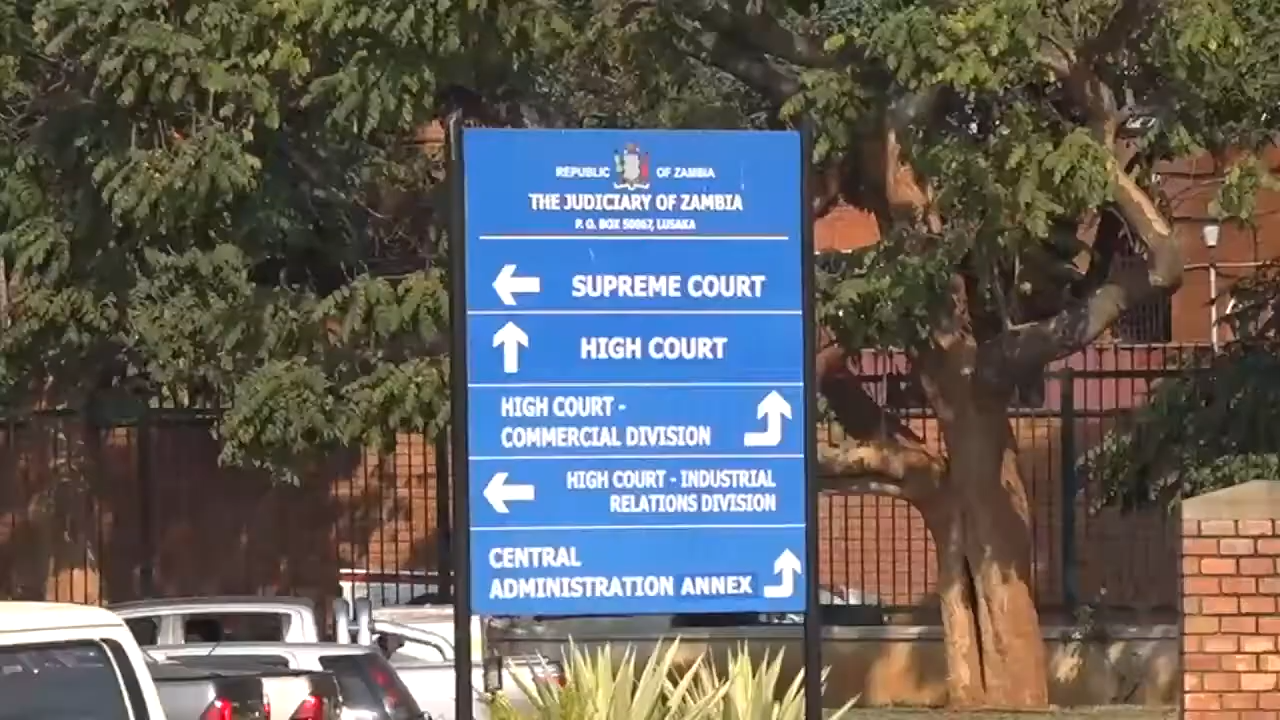 REPUBLIC OF ZAMBIA
THE JUDICIARY OF ZAMBIA
P. O. BOX 50067, LUSAKA
SUPREME COURT
HIGH COURT
HIGH COURT -
COMMERCIAL DIVISION
HIGH COURT - INDUSTRIAL
RELATIONS DIVISION
CENTRAL
ADMINISTRATION ANNEX